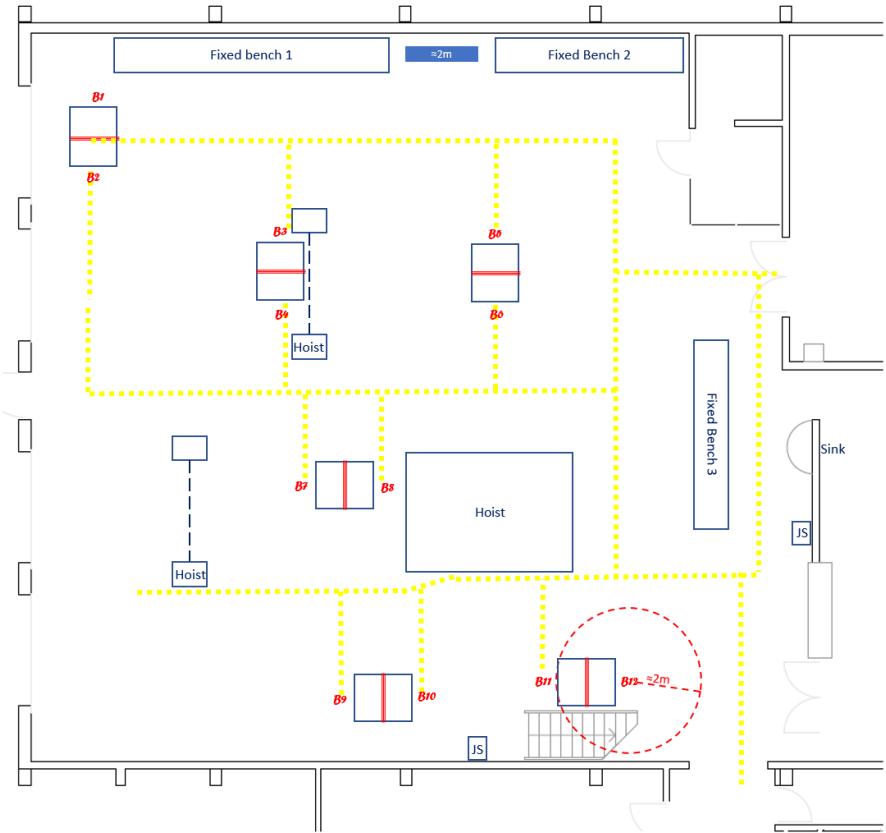 Fixed bench 1
≈2m
Fixed Bench 2
B1
B2
B3
B5
B4
Hoist
B6
Fixed Bench 3
Sink
B7
B8
Hoist
JS
Hoist
B11
B12
≈2m
B9
B10
JS